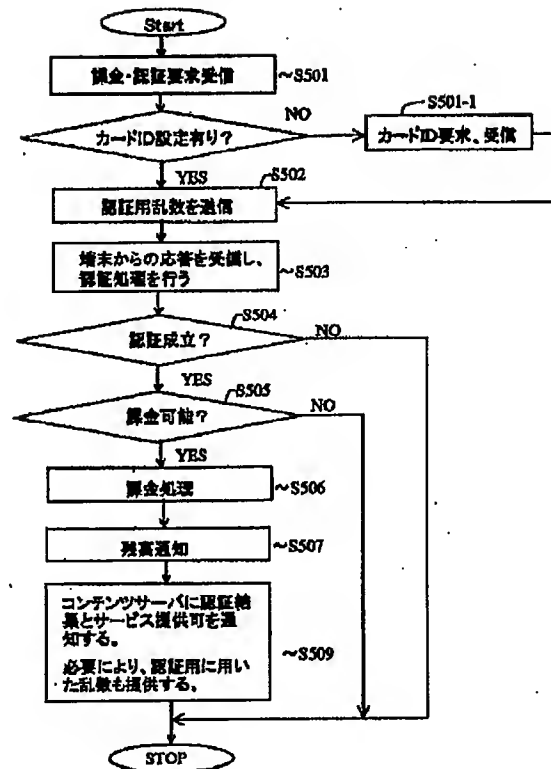 Start
課金・認証要求受信
~S501
カードID設定有り?
NO
S501-1
カードID要求、受信
YES
S502
認証用乱数を送信
端末からの応答を受信し、
認証処理を行う
~S503
S504
認証成立?
NO
YES
S505
課金可能?
NO
YES
課金処理
~S506
残高通知
~S507
コンテンツサーバに認証結
果とサービス提供可を通
知する。
必要により、認証用に用い
た乱数も提供する。
~S509
STOP